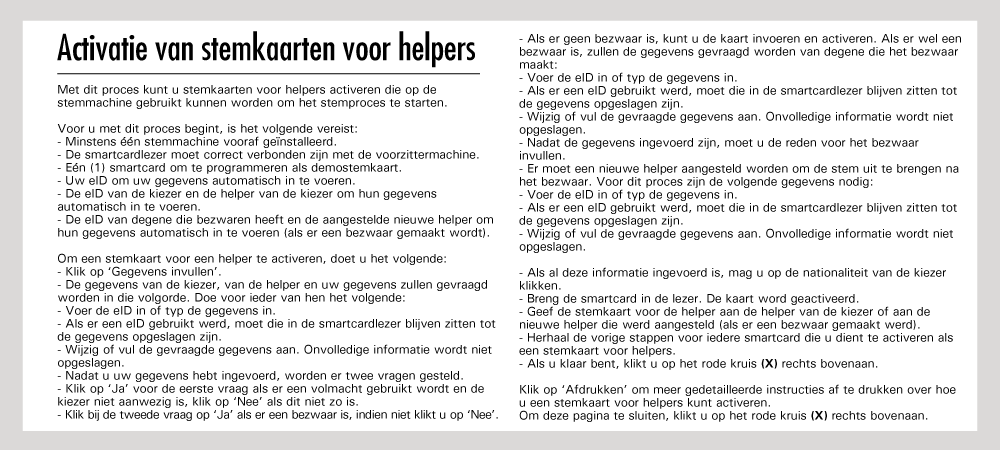 Activatie van stemkaarten voor helpers
Met dit proces kunt u stemkaarten voor helpers activeren die op de
stemmachine gebruikt kunnen worden om het stemproces te starten.
Voor u met dit proces begint, is het volgende vereist:
- Minstens één stemmachine vooraf geïnstalleerd.
- De smartcardlezer moet correct verbonden zijn met de voorzittermachine.
- Eén (1) smartcard om te programmeren als demostemkaart.
- Uw eID om uw gegevens automatisch in te voeren.
- De eID van de kiezer en de helper van de kiezer om hun gegevens
automatisch in te voeren.
- De eID van degene die bezwaren heeft en de aangestelde nieuwe helper om
hun gegevens automatisch in te voeren (als er een bezwaar gemaakt wordt).
Om een stemkaart voor een helper te activeren, doet u het volgende:
- Klik op ‘Gegevens invullen’.
- De gegevens van de kiezer, van de helper en uw gegevens zullen gevraagd
worden in die volgorde. Doe voor ieder van hen het volgende:
- Voer de eID in of typ de gegevens in.
- Als er een eID gebruikt werd, moet die in de smartcardlezer blijven zitten tot
de gegevens opgeslagen zijn.
- Wijzig of vul de gevraagde gegevens aan. Onvolledige informatie wordt niet
opgeslagen.
- Nadat u uw gegevens hebt ingevoerd, worden er twee vragen gesteld.
- Klik op ‘Ja’ voor de eerste vraag als er een volmacht gebruikt wordt en de
kiezer niet aanwezig is, klik op ‘Nee’ als dit niet zo is.
- Klik bij de tweede vraag op ‘Ja’ als er een bezwaar is, indien niet klikt u op ‘Nee’.
- Als er geen bezwaar is, kunt u de kaart invoeren en activeren. Als er wel een
bezwaar is, zullen de gegevens gevraagd worden van degene die het bezwaar
maakt:
- Voer de eID in of typ de gegevens in.
- Als er een eID gebruikt werd, moet die in de smartcardlezer blijven zitten tot
de gegevens opgeslagen zijn.
- Wijzig of vul de gevraagde gegevens aan. Onvolledige informatie wordt niet
opgeslagen.
- Nadat de gegevens ingevoerd zijn, moet u de reden voor het bezwaar
invullen.
- Er moet een nieuwe helper aangesteld worden om de stem uit te brengen na
het bezwaar. Voor dit proces zijn de volgende gegevens nodig:
- Voer de eID in of typ de gegevens in.
- Als er een eID gebruikt werd, moet die in de smartcardlezer blijven zitten tot
de gegevens opgeslagen zijn.
- Wijzig of vul de gevraagde gegevens aan. Onvolledige informatie wordt niet
opgeslagen.
- Als al deze informatie ingevoerd is, mag u op de nationaliteit van de kiezer
klikken.
- Breng de smartcard in de lezer. De kaart word geactiveerd.
- Geef de stemkaart voor de helper aan de helper van de kiezer of aan de
nieuwe helper die werd aangesteld (als er een bezwaar gemaakt werd).
- Herhaal de vorige stappen voor iedere smartcard die u dient te activeren als
een stemkaart voor helpers.
- Als u klaar bent, klikt u op het rode kruis (X) rechts bovenaan.
Klik op ‘Afdrukken’ om meer gedetailleerde instructies af te drukken over hoe
u een stemkaart voor helpers kunt activeren.
Om deze pagina te sluiten, klikt u op het rode kruis (X) rechts bovenaan.